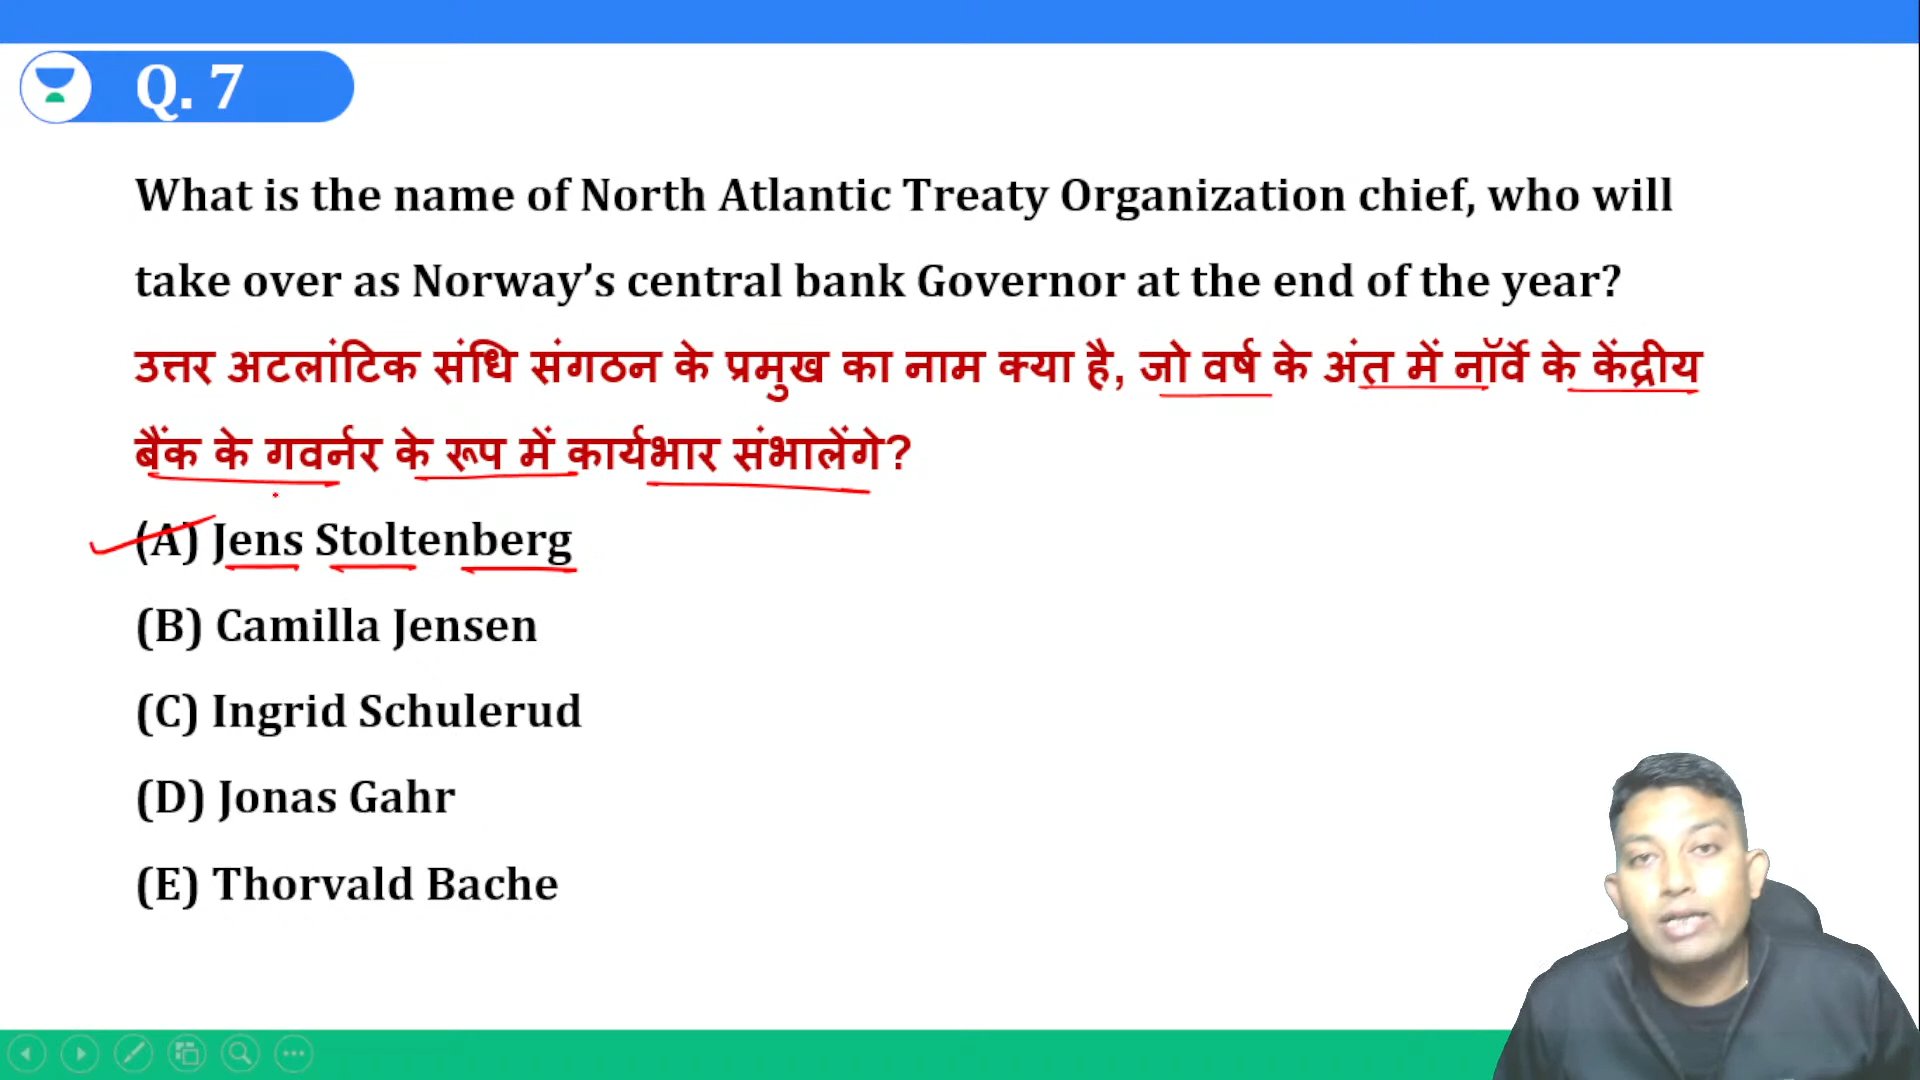 Q. 7
What is the name of North Atlantic Treaty Organization chief, who will
take over as Norway’s central bank Governor at the end of the year?
उत्तर अटलांटिक संधि संगठन के प्रमुख का नाम क्या है, जो वर्ष के अंत में नॉर्वे के केंद्रीय
बैंक के गवर्नर के रूप में कार्यभार संभालेंगे?
(A) Jens Stoltenberg
(B) Camilla Jensen
(C) Ingrid Schulerud
(D) Jonas Gahr
(E) Thorvald Bache